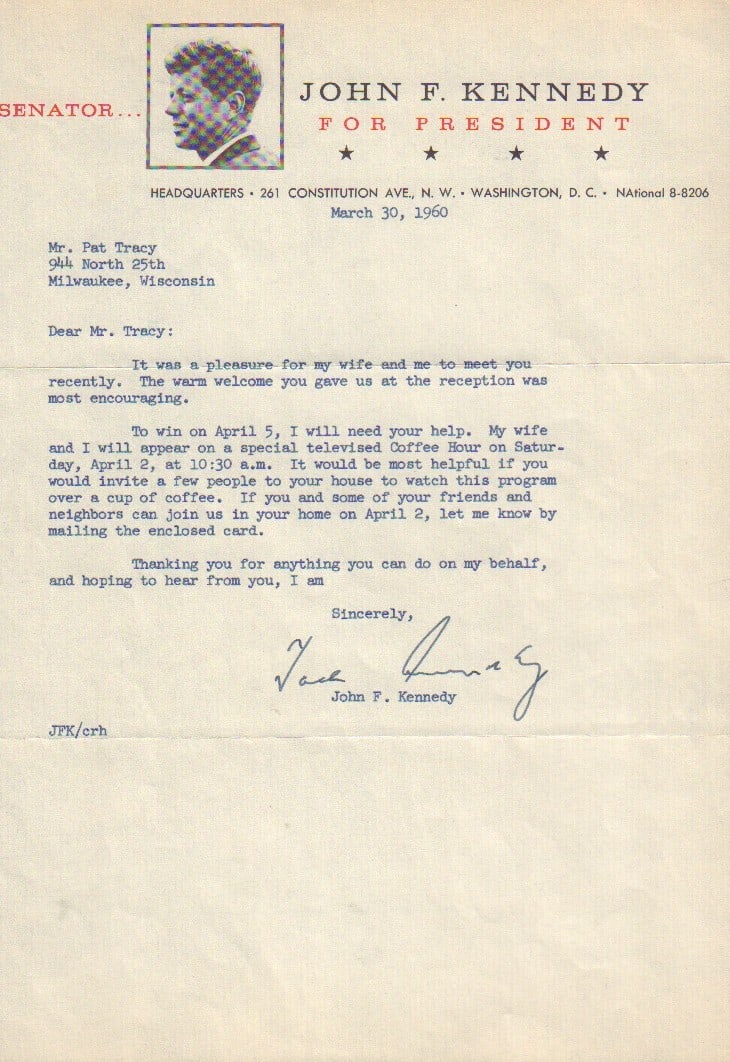 SENATOR...
JOHN F. KENNEDY
FOR PRESIDENT
HEADQUARTERS • 261 CONSTITUTION AVE., N. W. • WASHINGTON, D. C. • NAtional 8-8206
March 30, 1960
Mr. Pat Tracy
944 North 25th
Milwaukee, Wisconsin
Dear Mr. Tracy:
It was a pleasure for my wife and me to meet you
recently. The warm welcome you gave us at the reception was
most encouraging.
To win on April 5, I will need your help. My wife
and I will appear on a special televised Coffee Hour on Satur-
day, April 2, at 10:30 a.m. It would be most helpful if you
would invite a few people to your house to watch this program
over a cup of coffee. If you and some of your friends and
neighbors can join us in your home on April 2, let me know by
mailing the enclosed card.
Thanking you for anything you can do on my behalf,
and hoping to hear from you, I am
Sincerely,
Jack Kennedy
John F. Kennedy
JFK/crh